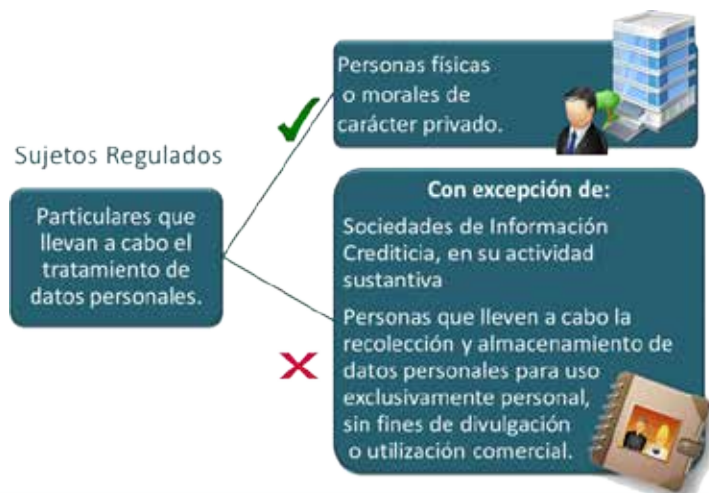 Sujetos Regulados
Particulares que
llevan a cabo el
tratamiento de
datos personales.
Personas físicas
o morales de
carácter privado.
Con excepción de:
Sociedades de Información
Crediticia, en su actividad
sustantiva
Personas que lleven a cabo la
recolección y almacenamiento de
datos personales para uso
exclusivamente personal,
sin fines de divulgación
o utilización comercial.